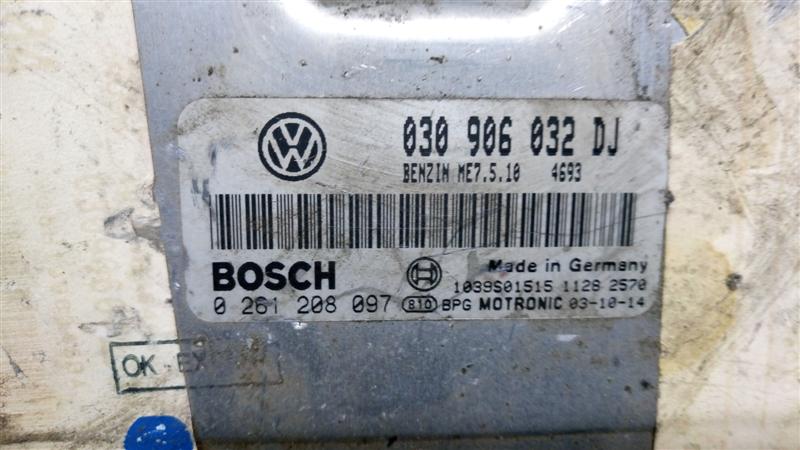 030 906 032 DJ
BENZIN ME7.5.10 4693
BOSCH
Made in Germany
1039S01515 1128 2570
0 261 208 097 810 BPG MOTRONIC 03-10-14
OK-EX